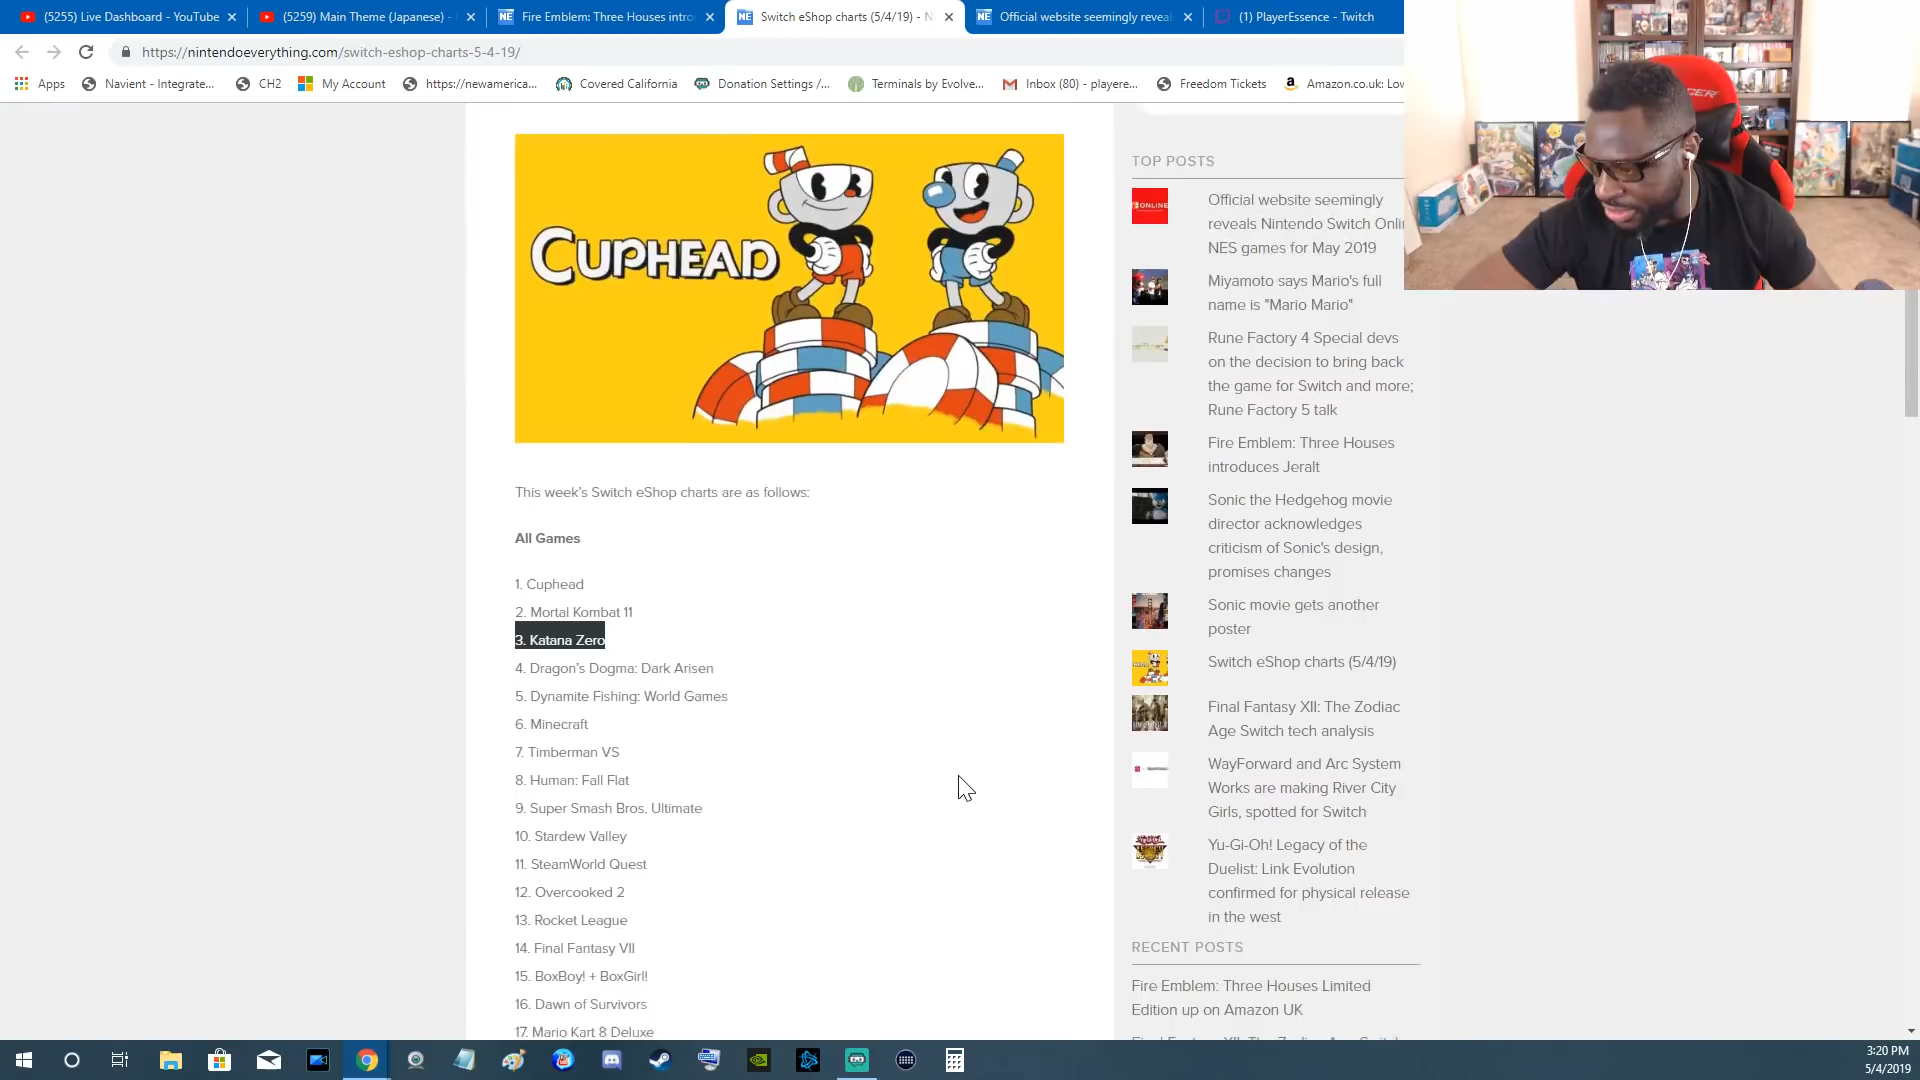 (5255) Live Dashboard - YouTube
(5259) Main Theme (Japanese) -
Fire Emblem: Three Houses intro
Switch eShop charts (5/4/19) - Ni
Official website seemingly reveal
(1) PlayerEssence - Twitch
https://nintendoeverything.com/switch-eshop-charts-5-4-19/
Apps
Navient - Integrate...
CH2
My Account
https://newamerica...
Covered California
Donation Settings /...
Terminals by Evolve...
Inbox (80) - playere...
Freedom Tickets
Amazon.co.uk: Low
CUPHEAD
This week's Switch eShop charts are as follows:
All Games
1. Cuphead
2. Mortal Kombat 11
3. Katana Zero
4. Dragon's Dogma: Dark Arisen
5. Dynamite Fishing: World Games
6. Minecraft
7. Timberman VS
8. Human: Fall Flat
9. Super Smash Bros. Ultimate
10. Stardew Valley
11. SteamWorld Quest
12. Overcooked 2
13. Rocket League
14. Final Fantasy VII
15. BoxBoy! + BoxGirl!
16. Dawn of Survivors
17. Mario Kart 8 Deluxe
TOP POSTS
ONLINE
Official website seemingly
reveals Nintendo Switch Onli
NES games for May 2019
Miyamoto says Mario's full
name is "Mario Mario"
Rune Factory 4 Special devs
on the decision to bring back
the game for Switch and more;
Rune Factory 5 talk
Fire Emblem: Three Houses
introduces Jeralt
Sonic the Hedgehog movie
director acknowledges
criticism of Sonic's design,
promises changes
Sonic movie gets another
poster
Switch eShop charts (5/4/19)
Final Fantasy XII: The Zodiac
Age Switch tech analysis
WayForward and Arc System
Works are making River City
Girls, spotted for Switch
Yu-Gi-Oh! Legacy of the
Duelist: Link Evolution
confirmed for physical release
in the west
RECENT POSTS
Fire Emblem: Three Houses Limited
Edition up on Amazon UK
3:20 PM
5/4/2019